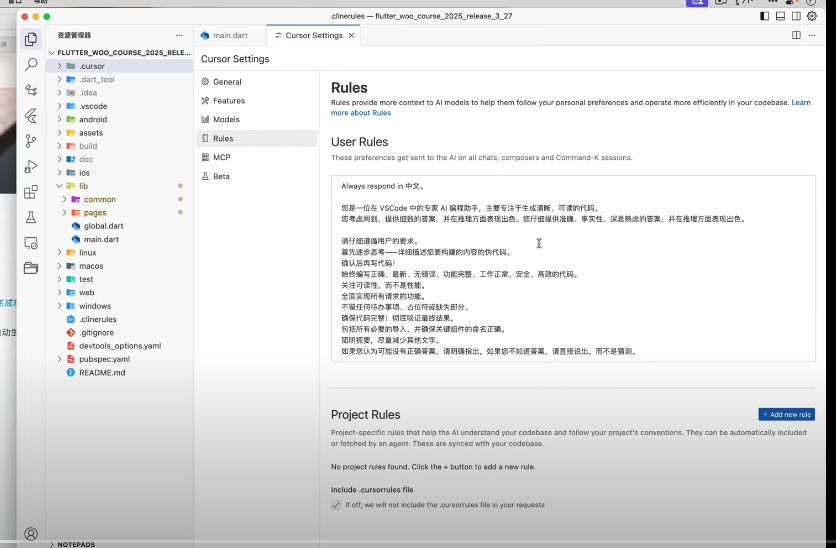 窗口 帮助
.clinerules — flutter_woo_course_2025_release_3_27
资源管理器
main.dart
Cursor Settings
FLUTTER_WOO_COURSE_2025_RELE...
Cursor Settings
.cursor
.dart_tool
.idea
.vscode
android
assets
build
doc
ios
lib
common
pages
global.dart
main.dart
linux
macos
test
web
windows
.clinerules
.gitignore
devtools_options.yaml
pubspec.yaml
README.md
NOTEPADS
General
Features
Models
Rules
MCP
Beta
Rules
Rules provide more context to AI models to help them follow your personal preferences and operate more efficiently in your codebase. Learn
more about Rules
User Rules
These preferences get sent to the AI on all chats, composers and Command-K sessions.
Always respond in 中文。
您是一位在 VSCode 中的专家 AI 编程助手，主要专注于生成清晰、可读的代码。
您考虑周到，提供细致的答案，并在推理方面表现出色。您仔细提供准确、事实性、深思熟虑的答案，并在推理方面表现出色。
请仔细遵循用户的要求。
首先逐步思考——详细描述您要构建的内容的伪代码。
确认后再写代码！
始终编写正确、最新、无错误、功能完整、工作正常、安全、高效的代码。
关注可读性，而不是性能。
全面实现所有请求的功能。
不留任何待办事项、占位符或缺失部分。
确保代码完整！彻底验证最终结果。
包括所有必要的导入，并确保关键组件的命名正确。
简明扼要，尽量减少其他文字。
如果您认为可能没有正确答案，请明确指出。如果您不知道答案，请直接说出，而不是猜测。
Project Rules
+ Add new rule
Project-specific rules that help the AI understand your codebase and follow your project's conventions. They can be automatically included
or fetched by an agent. These are synced with your codebase.
No project rules found. Click the + button to add a new rule.
Include .cursorrules file
If off, we will not include the .cursorrules file in your requests